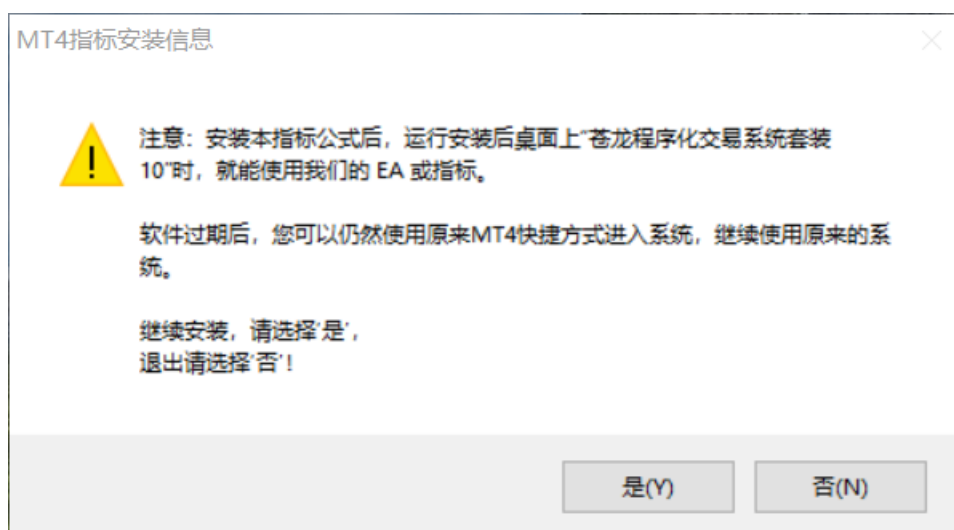 MT4指标安装信息
注意：安装本指标公式后，运行安装后桌面上"苍龙程序化交易系统套装
10"时，就能使用我们的 EA 或指标。
软件过期后，您可以仍然使用原来MT4快捷方式进入系统，继续使用原来的系
统。
继续安装，请选择'是'，
退出请选择'否'！
是(Y)
否(N)